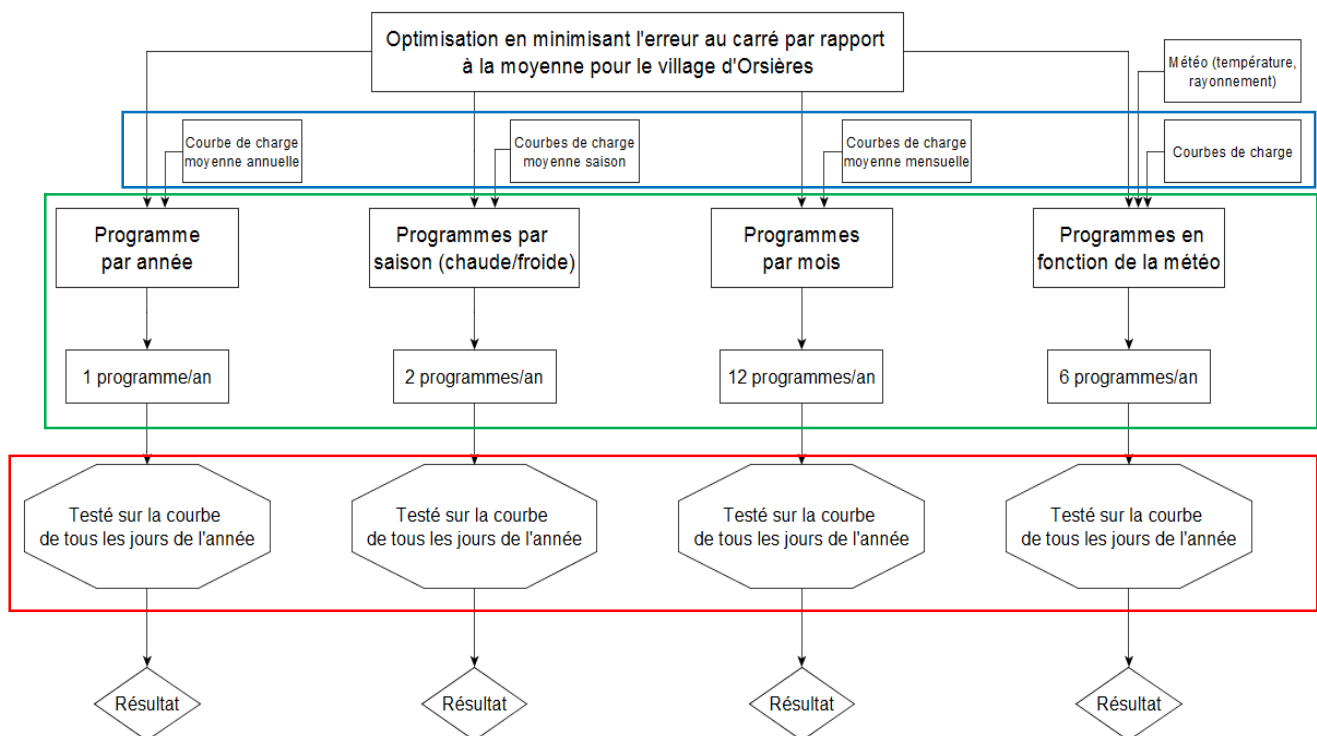 Optimisation en minimisant l'erreur au carré par rapport
à la moyenne pour le village d'Orsières
Météo (température,
rayonnement)
Courbe de charge
moyenne annuelle
Courbes de charge
moyenne saison
Courbes de charge
moyenne mensuelle
Courbes de charge
Programme
par année
Programmes par
saison (chaude/froide)
Programmes
par mois
Programmes en
fonction de la météo
1 programme/an
2 programmes/an
12 programmes/an
6 programmes/an
Testé sur la courbe
de tous les jours de l'année
Testé sur la courbe
de tous les jours de l'année
Testé sur la courbe
de tous les jours de l'année
Testé sur la courbe
de tous les jours de l'année
Résultat
Résultat
Résultat
Résultat